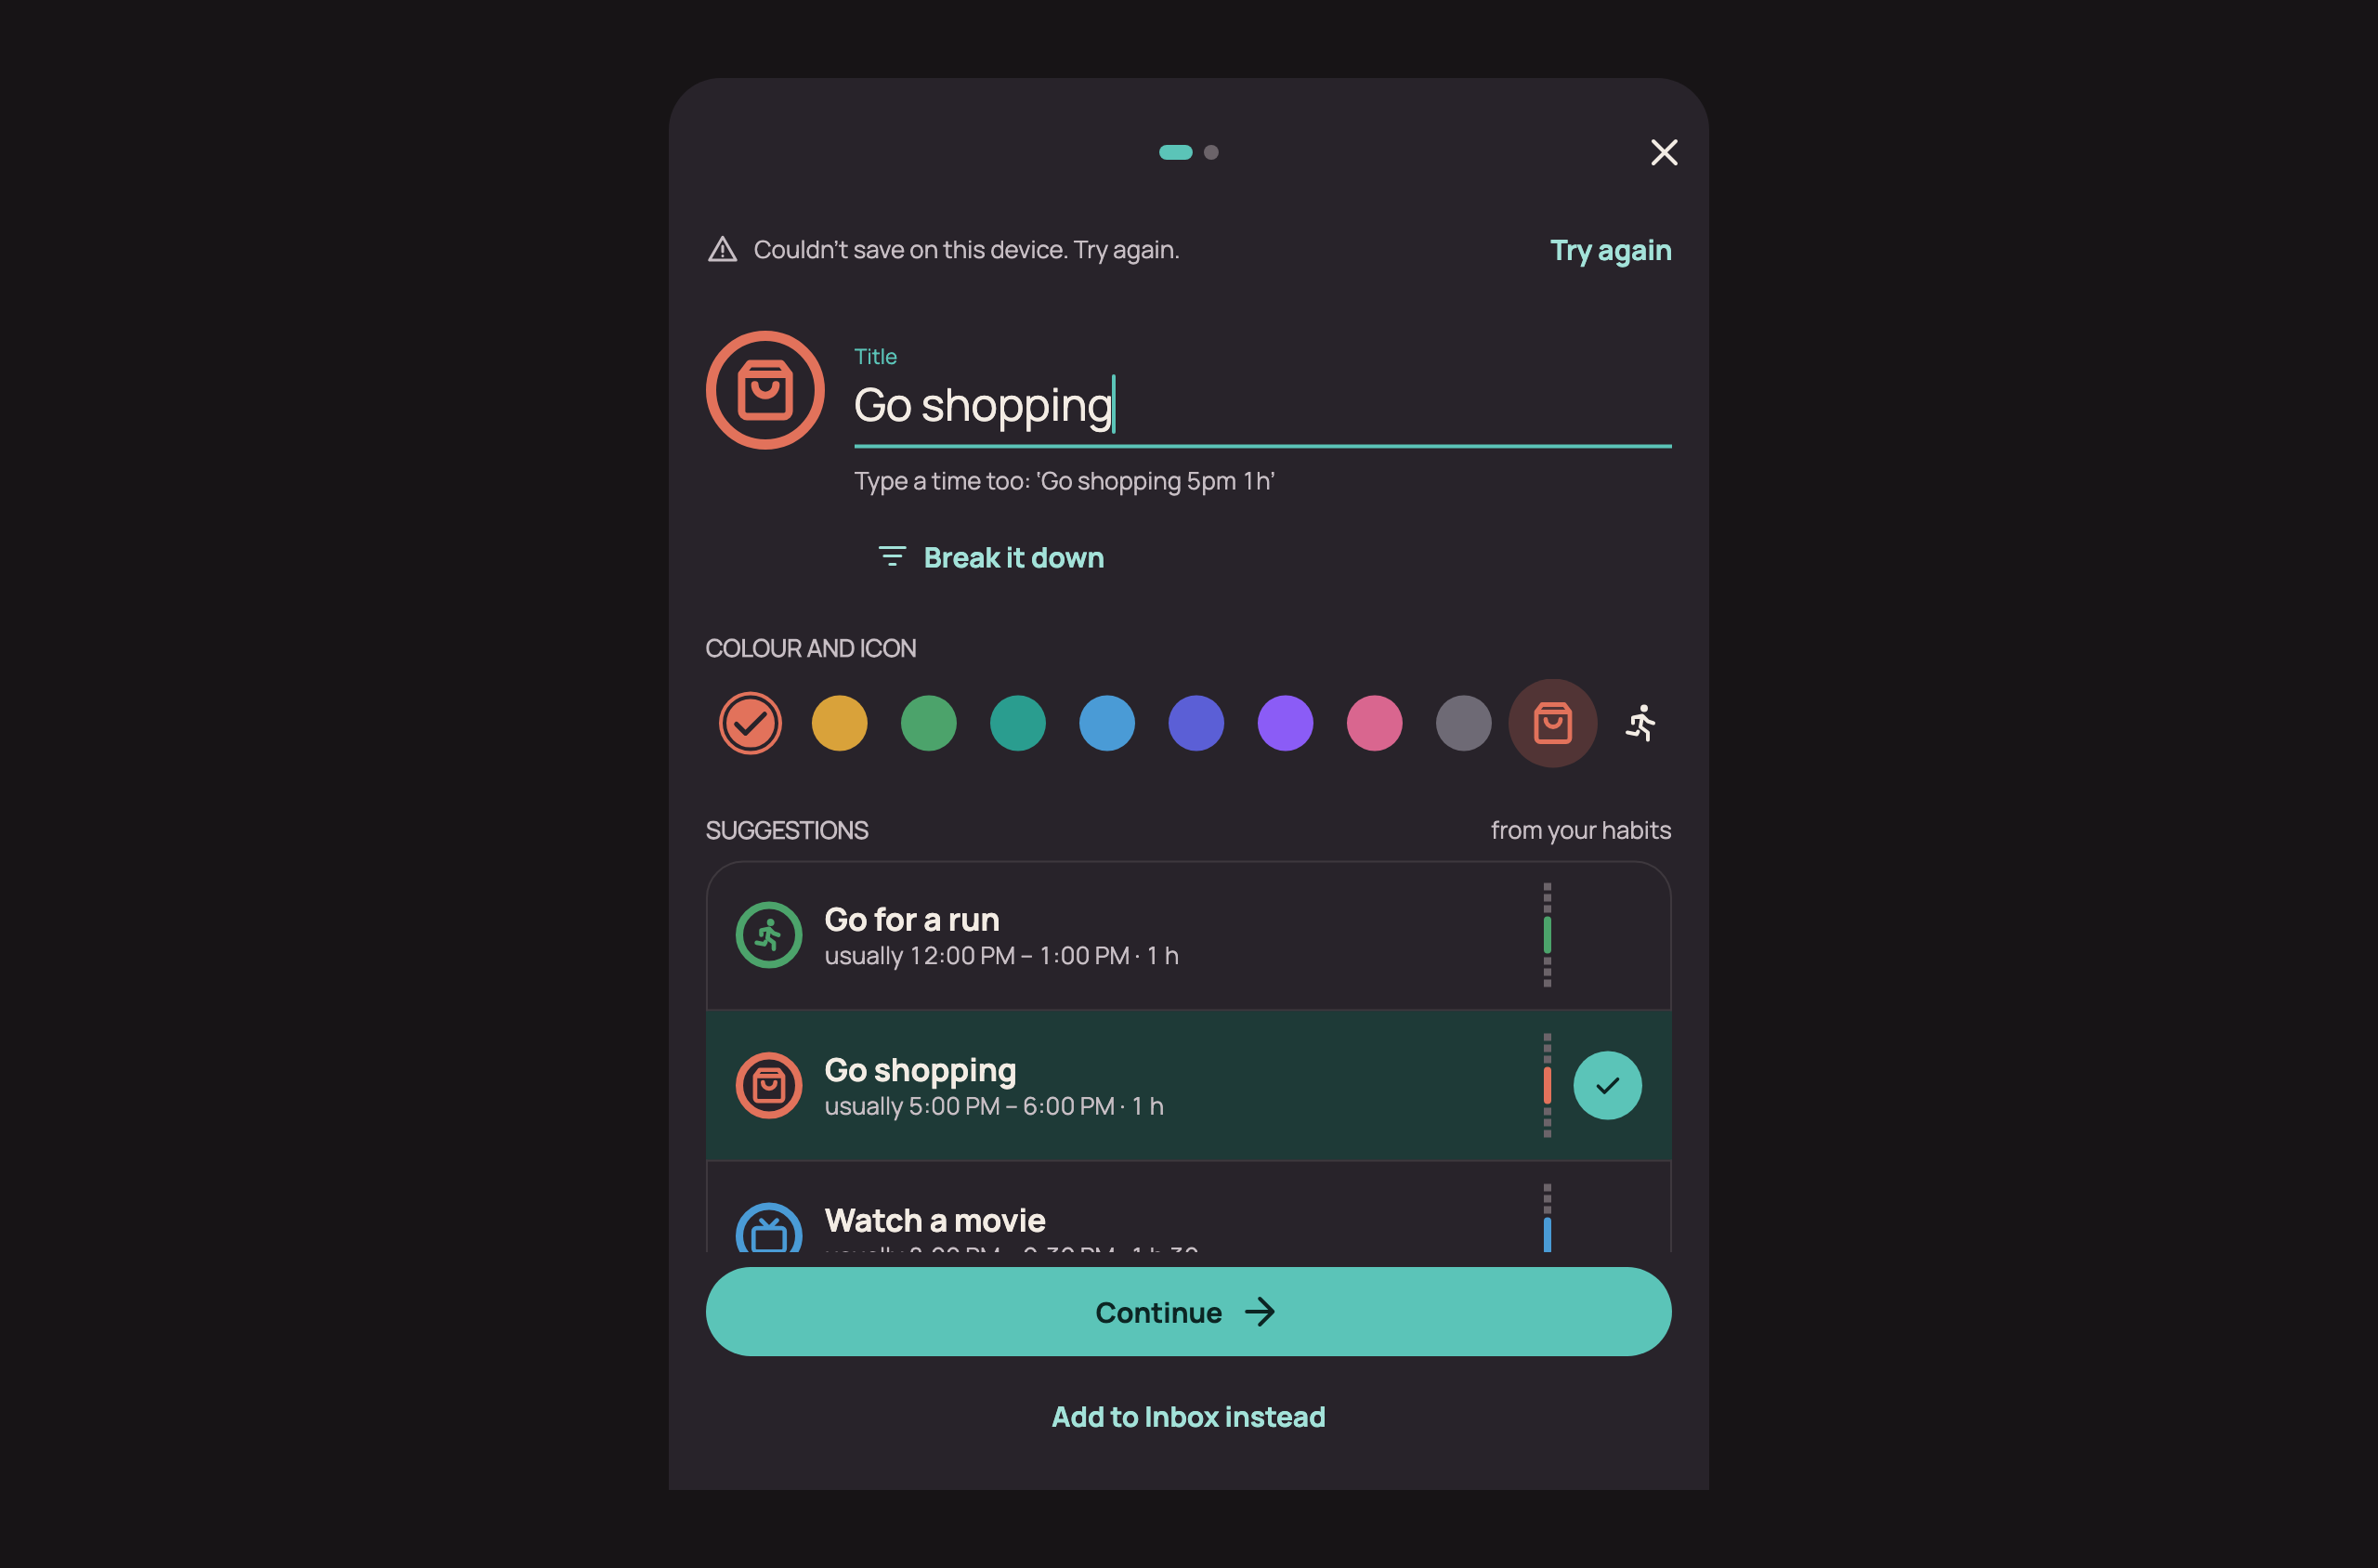 Couldn't save on this device. Try again.
Try again
Title
Go shopping
Type a time too: 'Go shopping 5pm 1h'
Break it down
COLOUR AND ICON
SUGGESTIONS
from your habits
Go for a run
usually 12:00 PM – 1:00 PM · 1 h
Go shopping
usually 5:00 PM – 6:00 PM · 1 h
Watch a movie
Continue
Add to Inbox instead